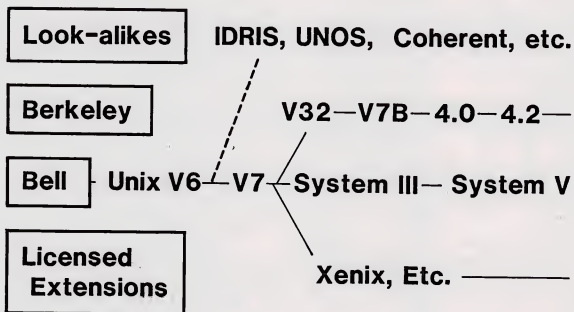 Look-alikes IDRIS, UNOS, Coherent, etc.
Berkeley V32—V7B—4.0—4.2—
Bell Unix V6—V7—System III—System V
Licensed
Extensions
Xenix, Etc.